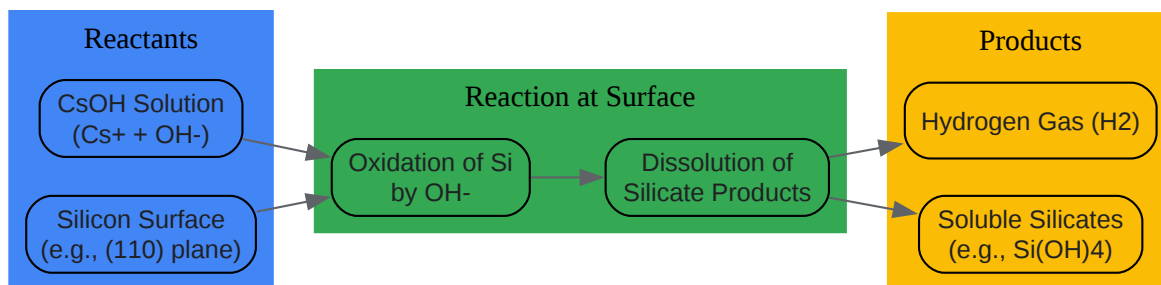 Reactants
CsOH Solution
(Cs+ + OH-)
Silicon Surface
(e.g., (110) plane)
Reaction at Surface
Oxidation of Si
by OH-
Dissolution of
Silicate Products
Products
Hydrogen Gas (H2)
Soluble Silicates
(e.g., Si(OH)4)